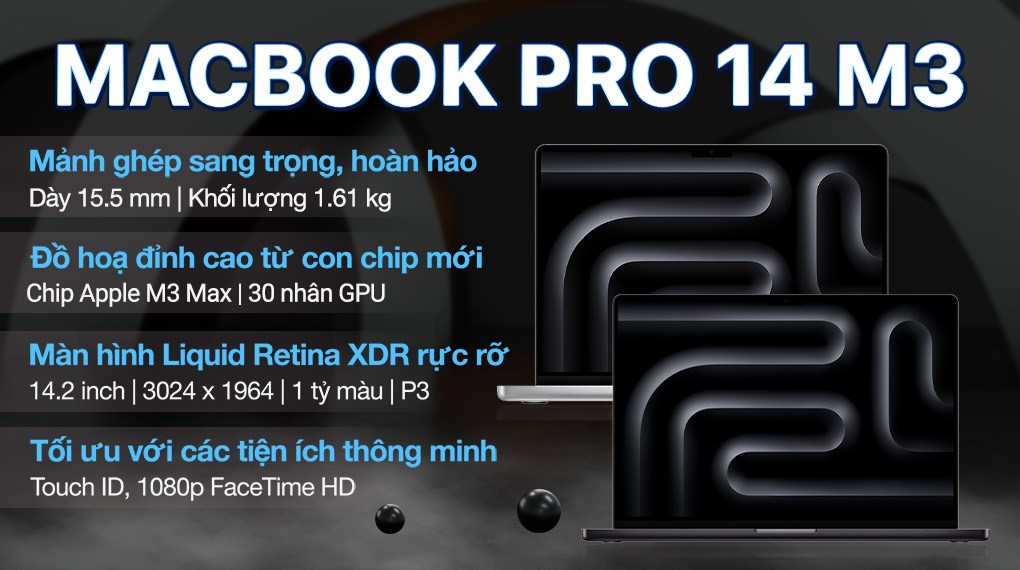 MACBOOK PRO 14 M3
Mảnh ghép sang trọng, hoàn hảo
Dày 15.5 mm | Khối lượng 1.61 kg
Đồ hoạ đỉnh cao từ con chip mới
Chip Apple M3 Max | 30 nhân GPU
Màn hình Liquid Retina XDR rực rỡ
14.2 inch | 3024 x 1964 | 1 tỷ màu | P3
Tối ưu với các tiện ích thông minh
Touch ID, 1080p FaceTime HD